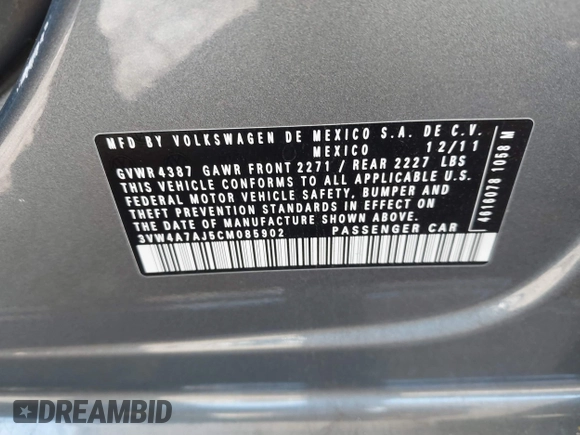 MFD BY VOLKSWAGEN DE MEXICO S.A. DE C.V.
MEXICO 12/11
GVWR 4387 GAWR FRONT 2271 / REAR 2227 LBS
THIS VEHICLE CONFORMS TO ALL APPLICABLE U.S.
FEDERAL MOTOR VEHICLE SAFETY, BUMPER AND
THEFT PREVENTION STANDARDS IN EFFECT ON
THE DATE OF MANUFACTURE SHOWN ABOVE.
3VW4A7AJ5CM085902 PASSENGER CAR
4616078 1068 M
DREAMBID